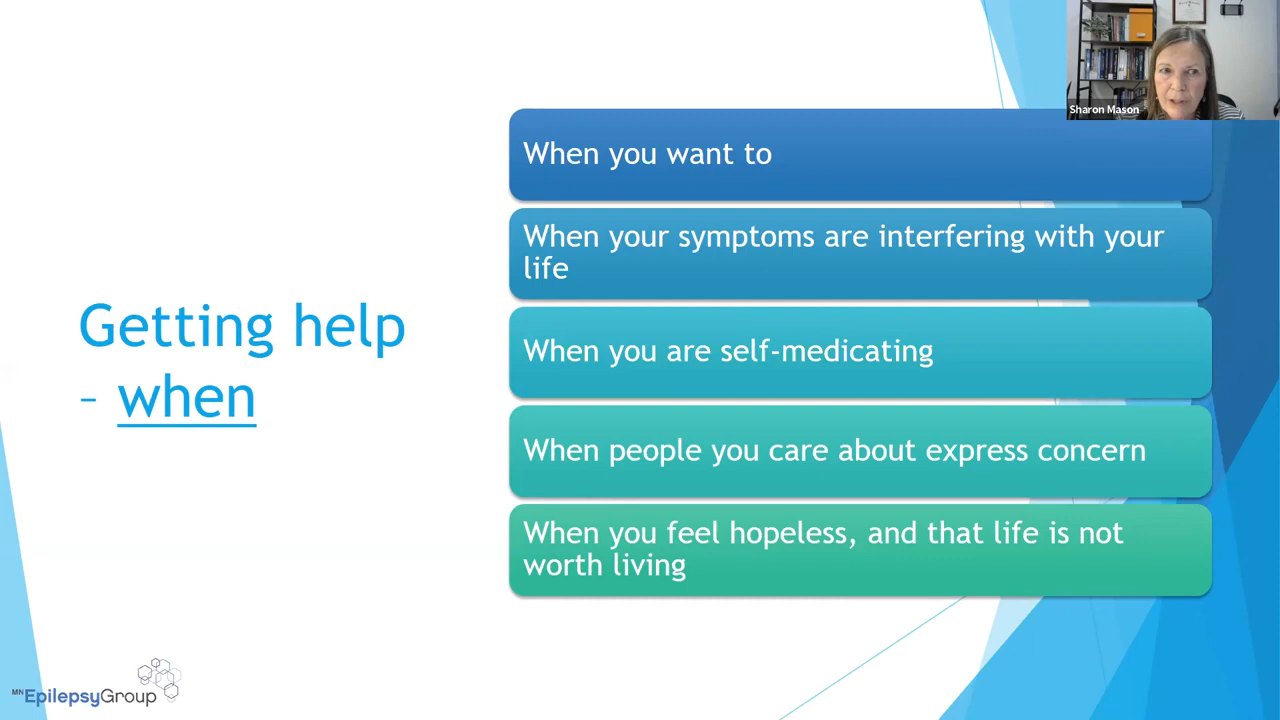 Sharon Mason
When you want to
When your symptoms are interfering with your
life
When you are self-medicating
When people you care about express concern
When you feel hopeless, and that life is not
worth living
Getting help
– when
MN EpilepsyGroup